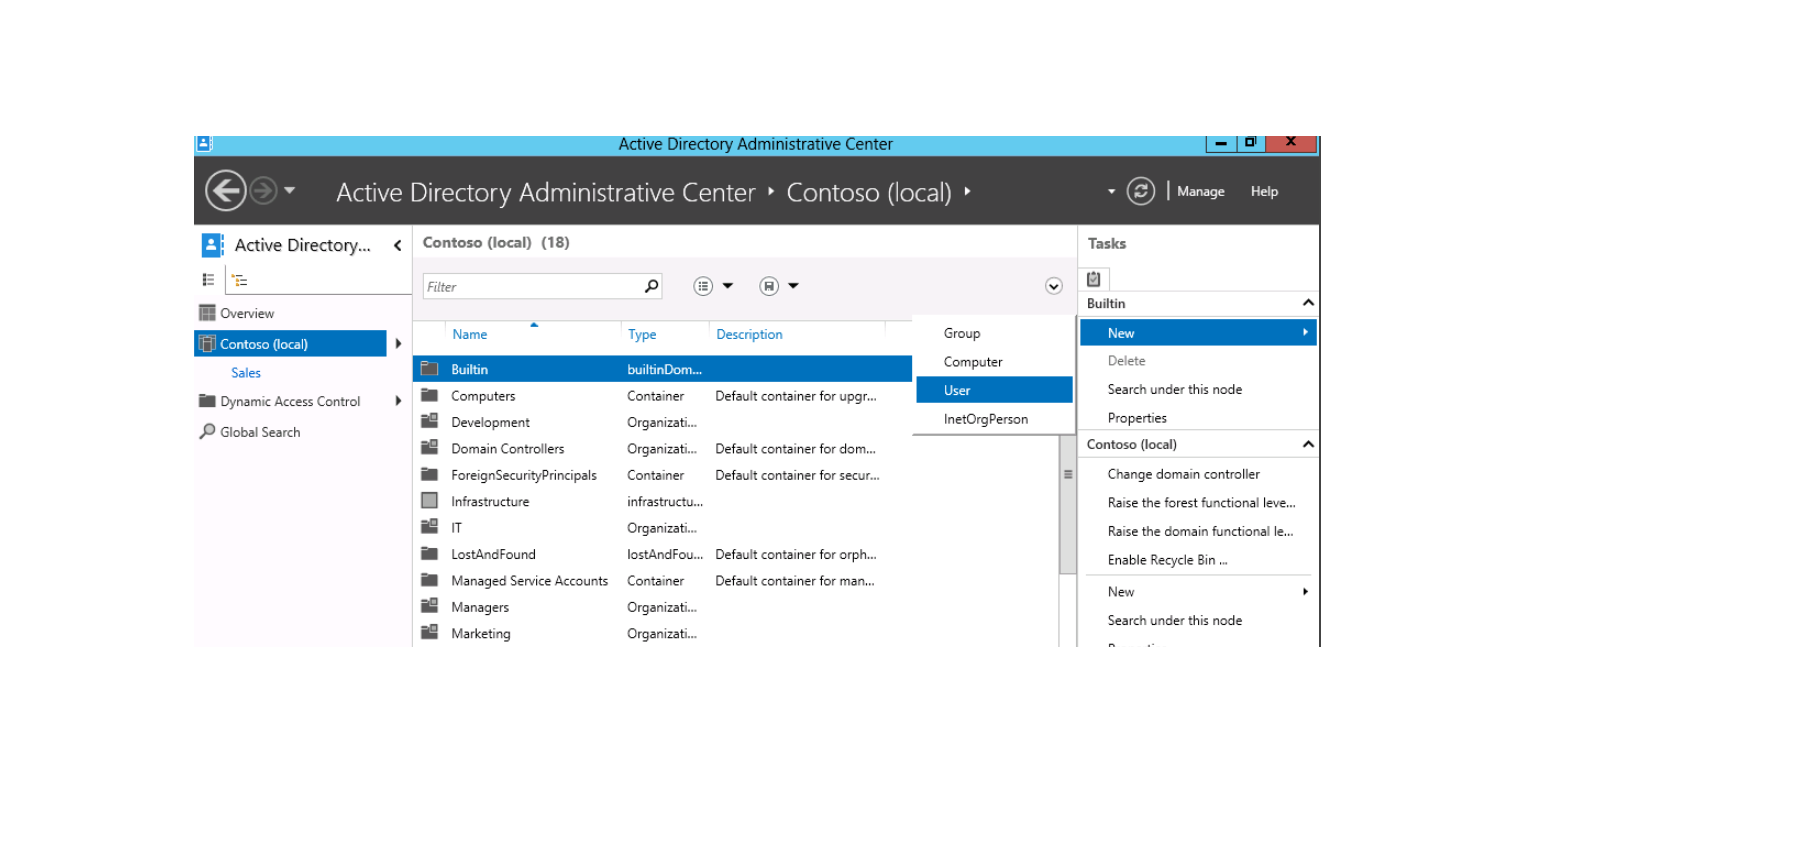 Active Directory Administrative Center
Active Directory Administrative Center ‣ Contoso (local) ‣
Manage
Help
Active Directory...
Overview
Contoso (local)
Sales
Dynamic Access Control
Global Search
Contoso (local) (18)
Filter
Name Type Description
Builtin builtinDom...
Computers Container Default container for upgr...
Development Organizati...
Domain Controllers Organizati... Default container for dom...
ForeignSecurityPrincipals Container Default container for secur...
Infrastructure infrastructu...
IT Organizati...
LostAndFound lostAndFou... Default container for orph...
Managed Service Accounts Container Default container for man...
Managers Organizati...
Marketing Organizati...
Group
Computer
User
InetOrgPerson
Tasks
Builtin
New
Delete
Search under this node
Properties
Contoso (local)
Change domain controller
Raise the forest functional leve...
Raise the domain functional le...
Enable Recycle Bin ...
New
Search under this node